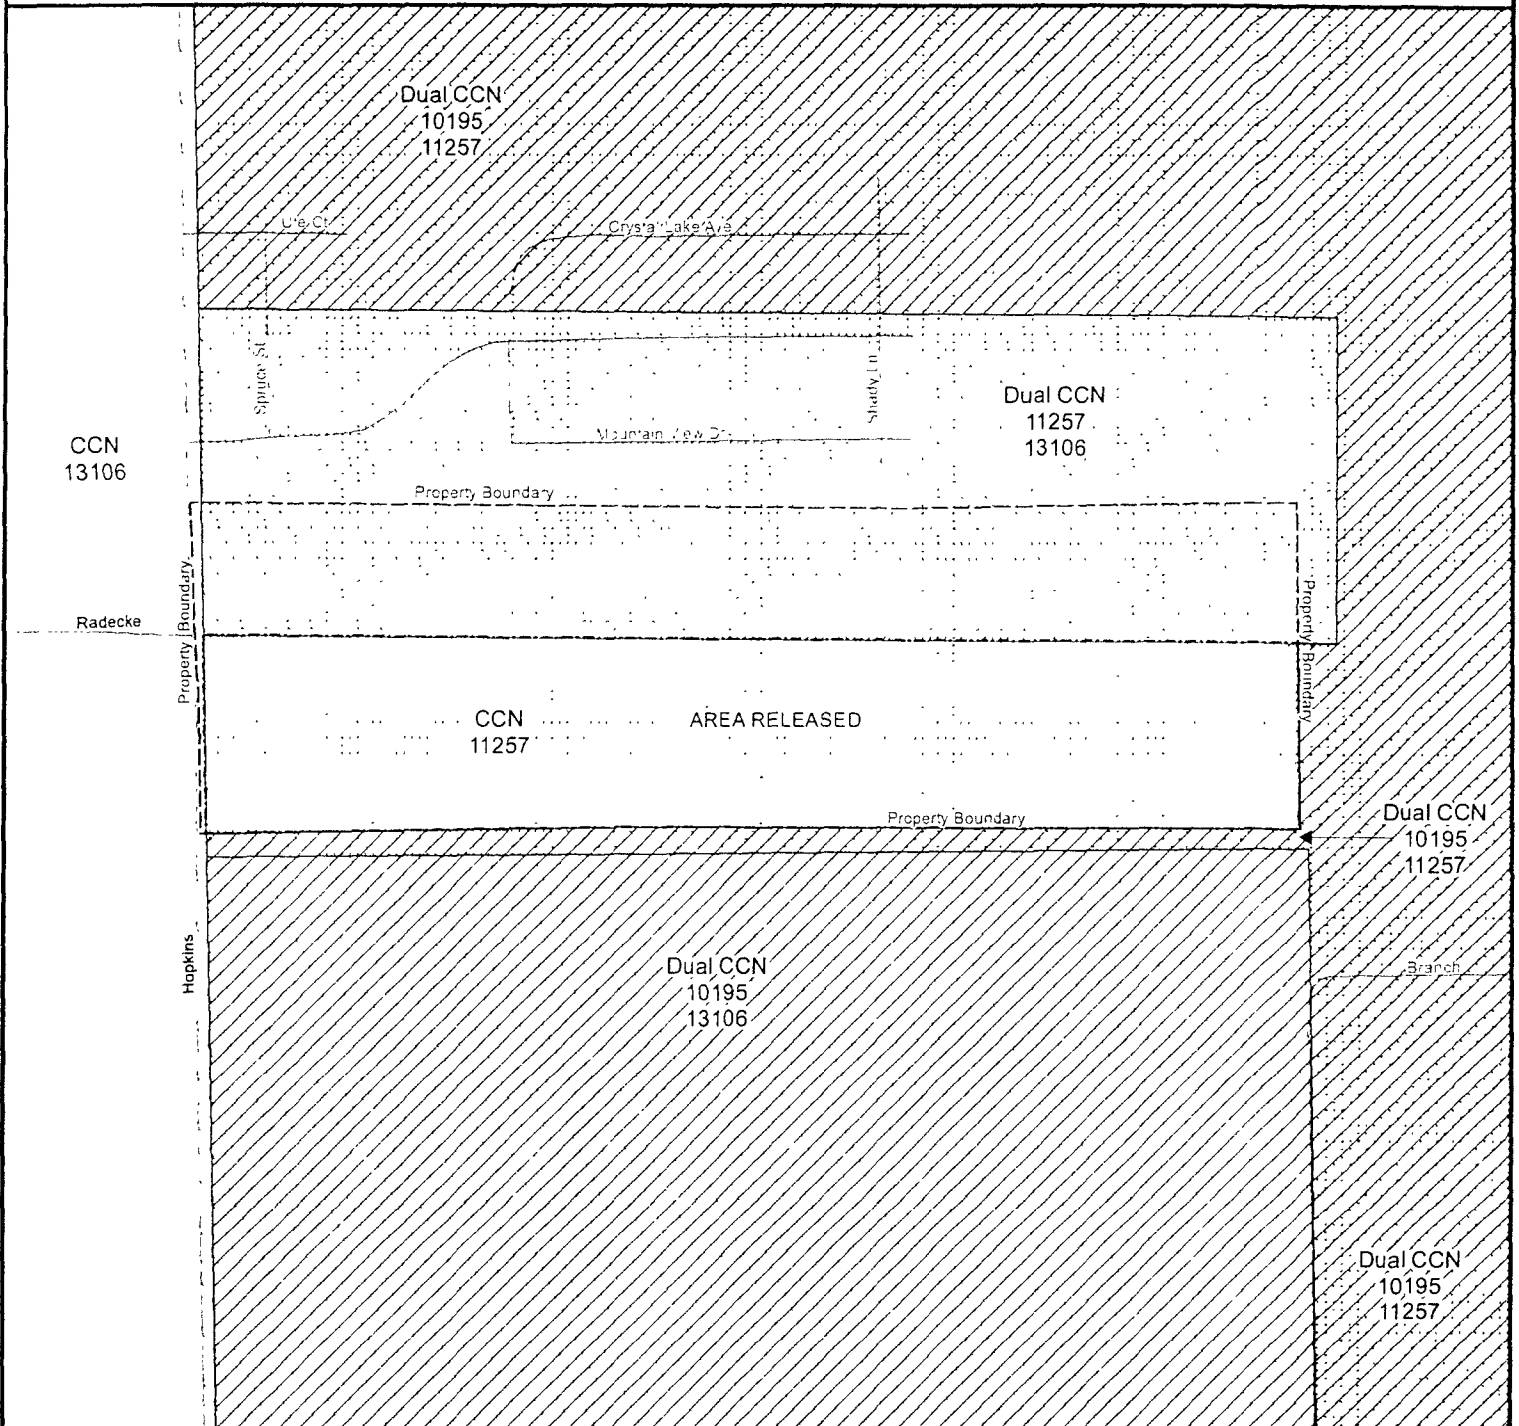 Dual CCN
10195
11257
Crystal Lake Ave
Spruce St
Shady Ln
Dual CCN
11257
13106
CCN
13106
Mountain View Dr
Property Boundary
Property Boundary
Radecke
Property Boundary
CCN
11257
AREA RELEASED
Property Boundary
Dual CCN
10195
11257
Hopkins
Dual CCN
10195
13106
Branch
Dual CCN
10195
11257